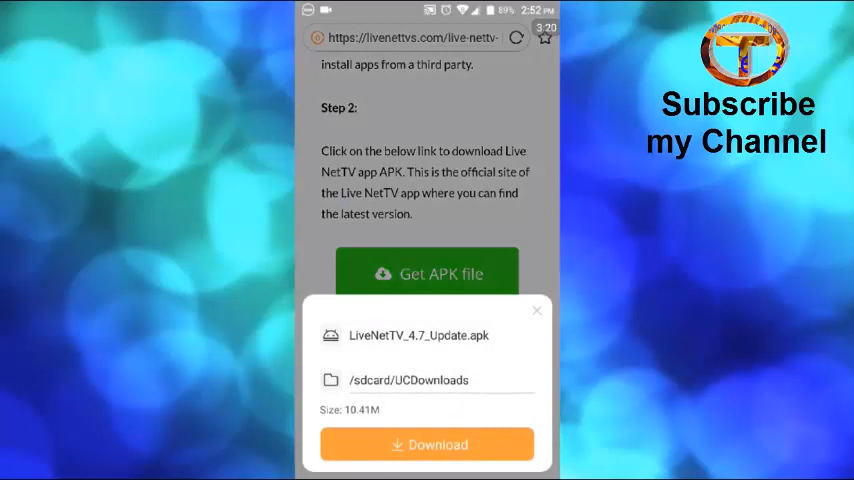 89% 2:52 PM
3:20
https://livenettvs.com/live-nettv-
install apps from a third party.
Step 2:
Click on the below link to download Live
NetTV app APK. This is the official site of
the Live NetTV app where you can find
the latest version.
Get APK file
LiveNetTV_4.7_Update.apk
/sdcard/UCDownloads
Size: 10.41M
Download
T
Subscribe
my Channel